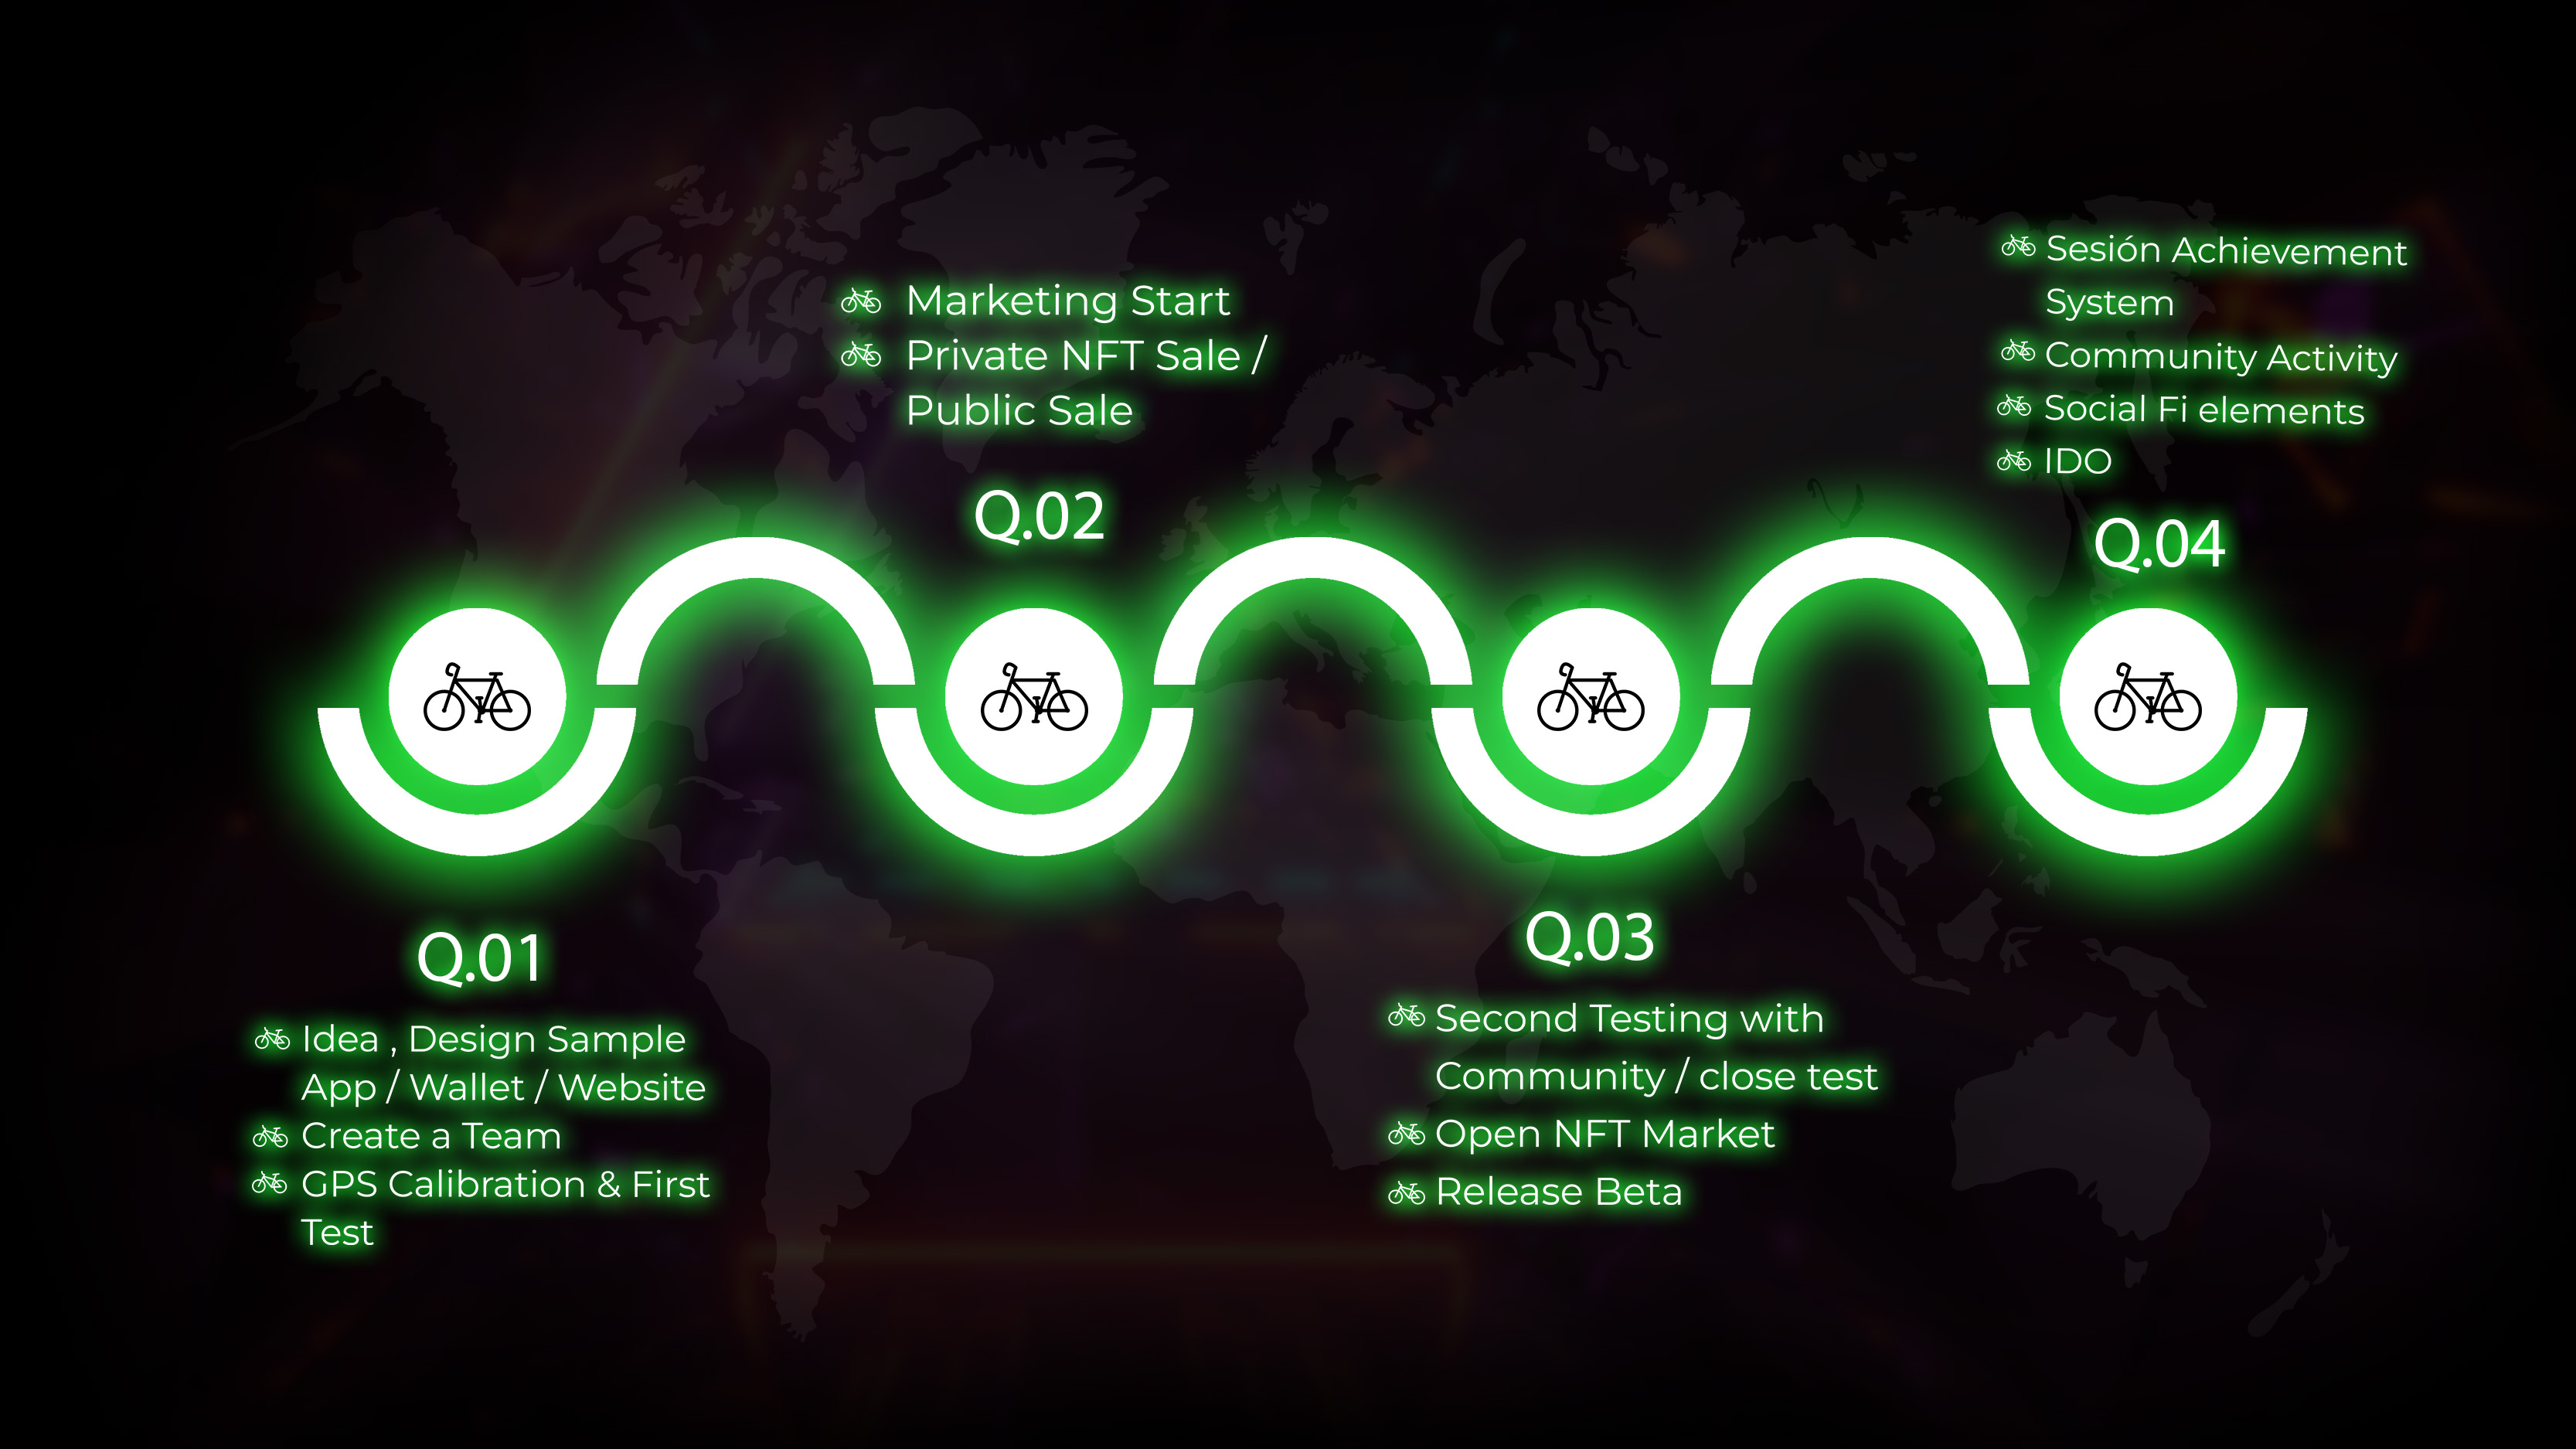 Q.01
Idea , Design Sample
App / Wallet / Website
Create a Team
GPS Calibration & First
Test
Marketing Start
Private NFT Sale /
Public Sale
Q.02
Q.03
Second Testing with
Community / close test
Open NFT Market
Release Beta
Sesión Achievement
System
Community Activity
Social Fi elements
IDO
Q.04